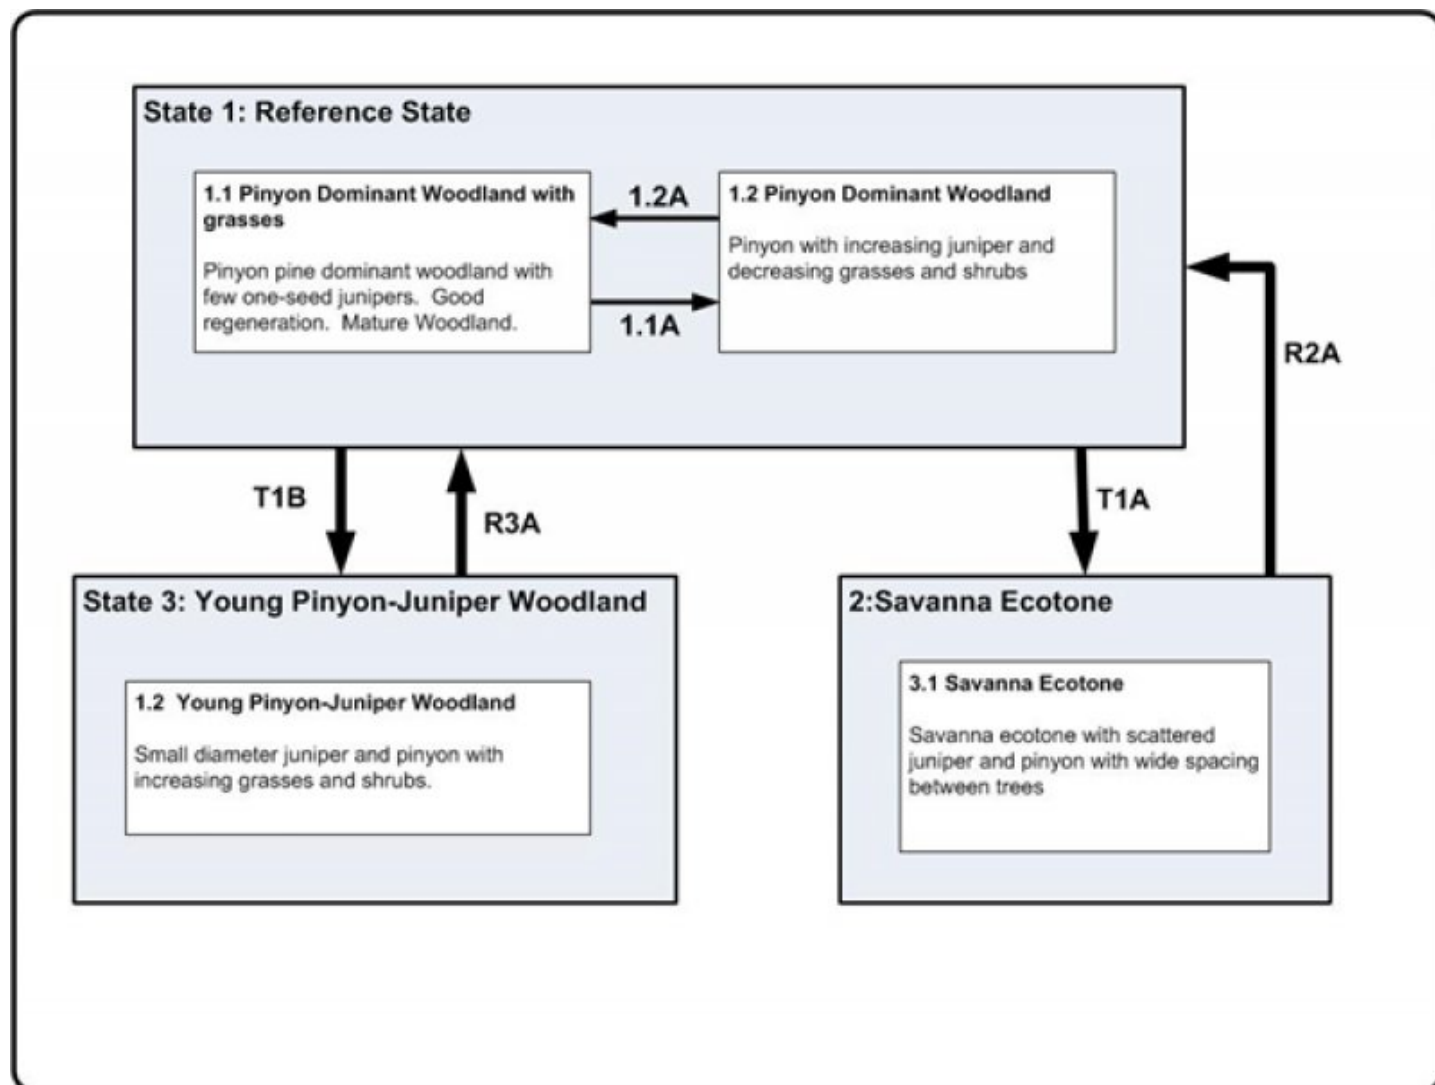 State 1: Reference State
1.1 Pinyon Dominant Woodland with
grasses
Pinyon pine dominant woodland with
few one-seed junipers.  Good
regeneration.  Mature Woodland.
1.2A
1.1A
1.2 Pinyon Dominant Woodland
Pinyon with increasing juniper and
decreasing grasses and shrubs
R2A
T1B
R3A
T1A
State 3: Young Pinyon-Juniper Woodland
1.2  Young Pinyon-Juniper Woodland
Small diameter juniper and pinyon with
increasing grasses and shrubs.
2:Savanna Ecotone
3.1 Savanna Ecotone
Savanna ecotone with scattered
juniper and pinyon with wide spacing
between trees